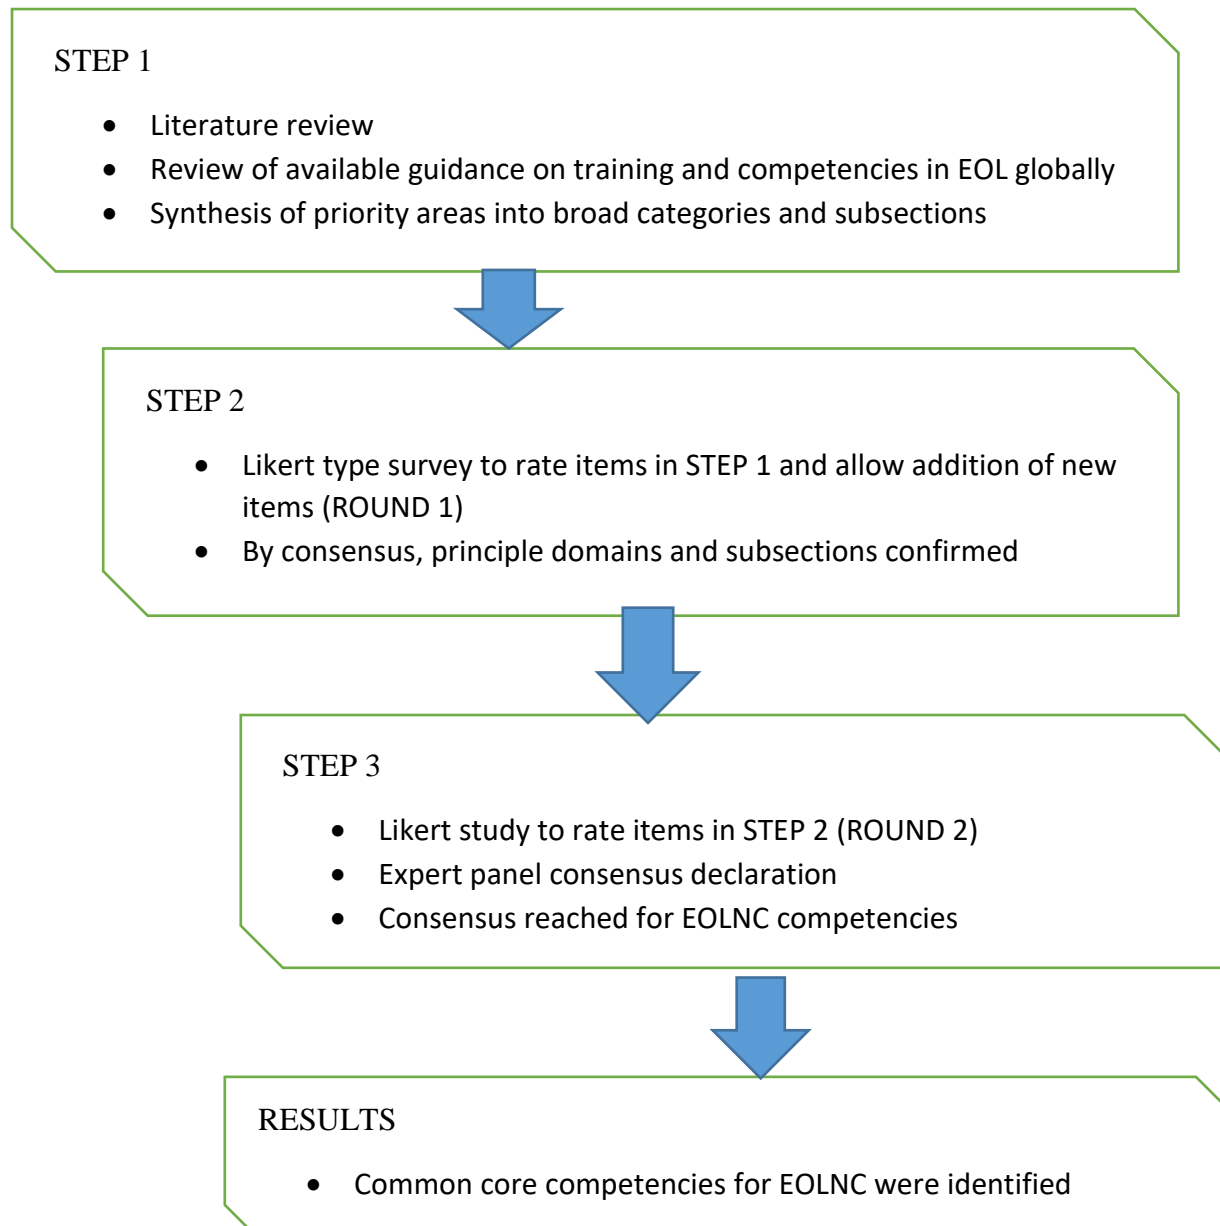 STEP 1
• Literature review
• Review of available guidance on training and competencies in EOL globally
• Synthesis of priority areas into broad categories and subsections
STEP 2
• Likert type survey to rate items in STEP 1 and allow addition of new
items (ROUND 1)
• By consensus, principle domains and subsections confirmed
STEP 3
• Likert study to rate items in STEP 2 (ROUND 2)
• Expert panel consensus declaration
• Consensus reached for EOLNC competencies
RESULTS
• Common core competencies for EOLNC were identified